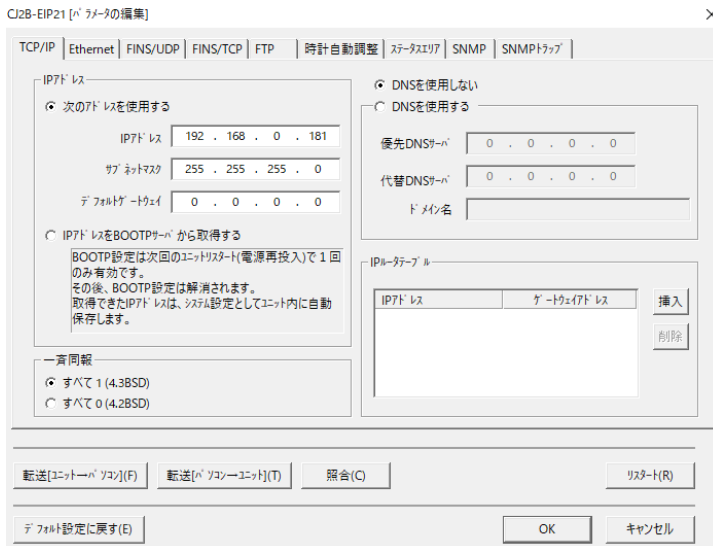 CJ2B-EIP21 [ﾊﾟﾗﾒｰﾀの編集]
TCP/IP Ethernet FINS/UDP FINS/TCP FTP 時計自動調整 ｽﾃｰﾀｽｴﾘｱ SNMP SNMPﾄﾗｯﾌﾟ
IPｱﾄﾞﾚｽ
次のｱﾄﾞﾚｽを使用する
IPｱﾄﾞﾚｽ 192 . 168 . 0 . 181
ｻﾌﾞﾈｯﾄﾏｽｸ 255 . 255 . 255 . 0
ﾃﾞﾌｫﾙﾄｹﾞｰﾄｳｪｲ 0 . 0 . 0 . 0
IPｱﾄﾞﾚｽをBOOTPｻｰﾊﾞから取得する
BOOTP設定は次回のﾕﾆｯﾄﾘｽﾀｰﾄ(電源再投入)で１回
のみ有効です。
その後、BOOTP設定は解消されます。
取得できたIPｱﾄﾞﾚｽは、ｼｽﾃﾑ設定としてﾕﾆｯﾄ内に自動
保存します。
一斉同報
すべて 1 (4.3BSD)
すべて 0 (4.2BSD)
DNSを使用しない
DNSを使用する
優先DNSｻｰﾊﾞ 0 . 0 . 0 . 0
代替DNSｻｰﾊﾞ 0 . 0 . 0 . 0
ﾄﾞﾒｲﾝ名
IPﾙｰﾀﾃｰﾌﾞﾙ
IPｱﾄﾞﾚｽ ｹﾞｰﾄｳｪｲｱﾄﾞﾚｽ
挿入
削除
転送[ﾕﾆｯﾄ→ﾊﾟｿｺﾝ](F) 転送[ﾊﾟｿｺﾝ→ﾕﾆｯﾄ](T) 照合(C) ﾘｽﾀｰﾄ(R)
ﾃﾞﾌｫﾙﾄ設定に戻す(E) OK ｷｬﾝｾﾙ